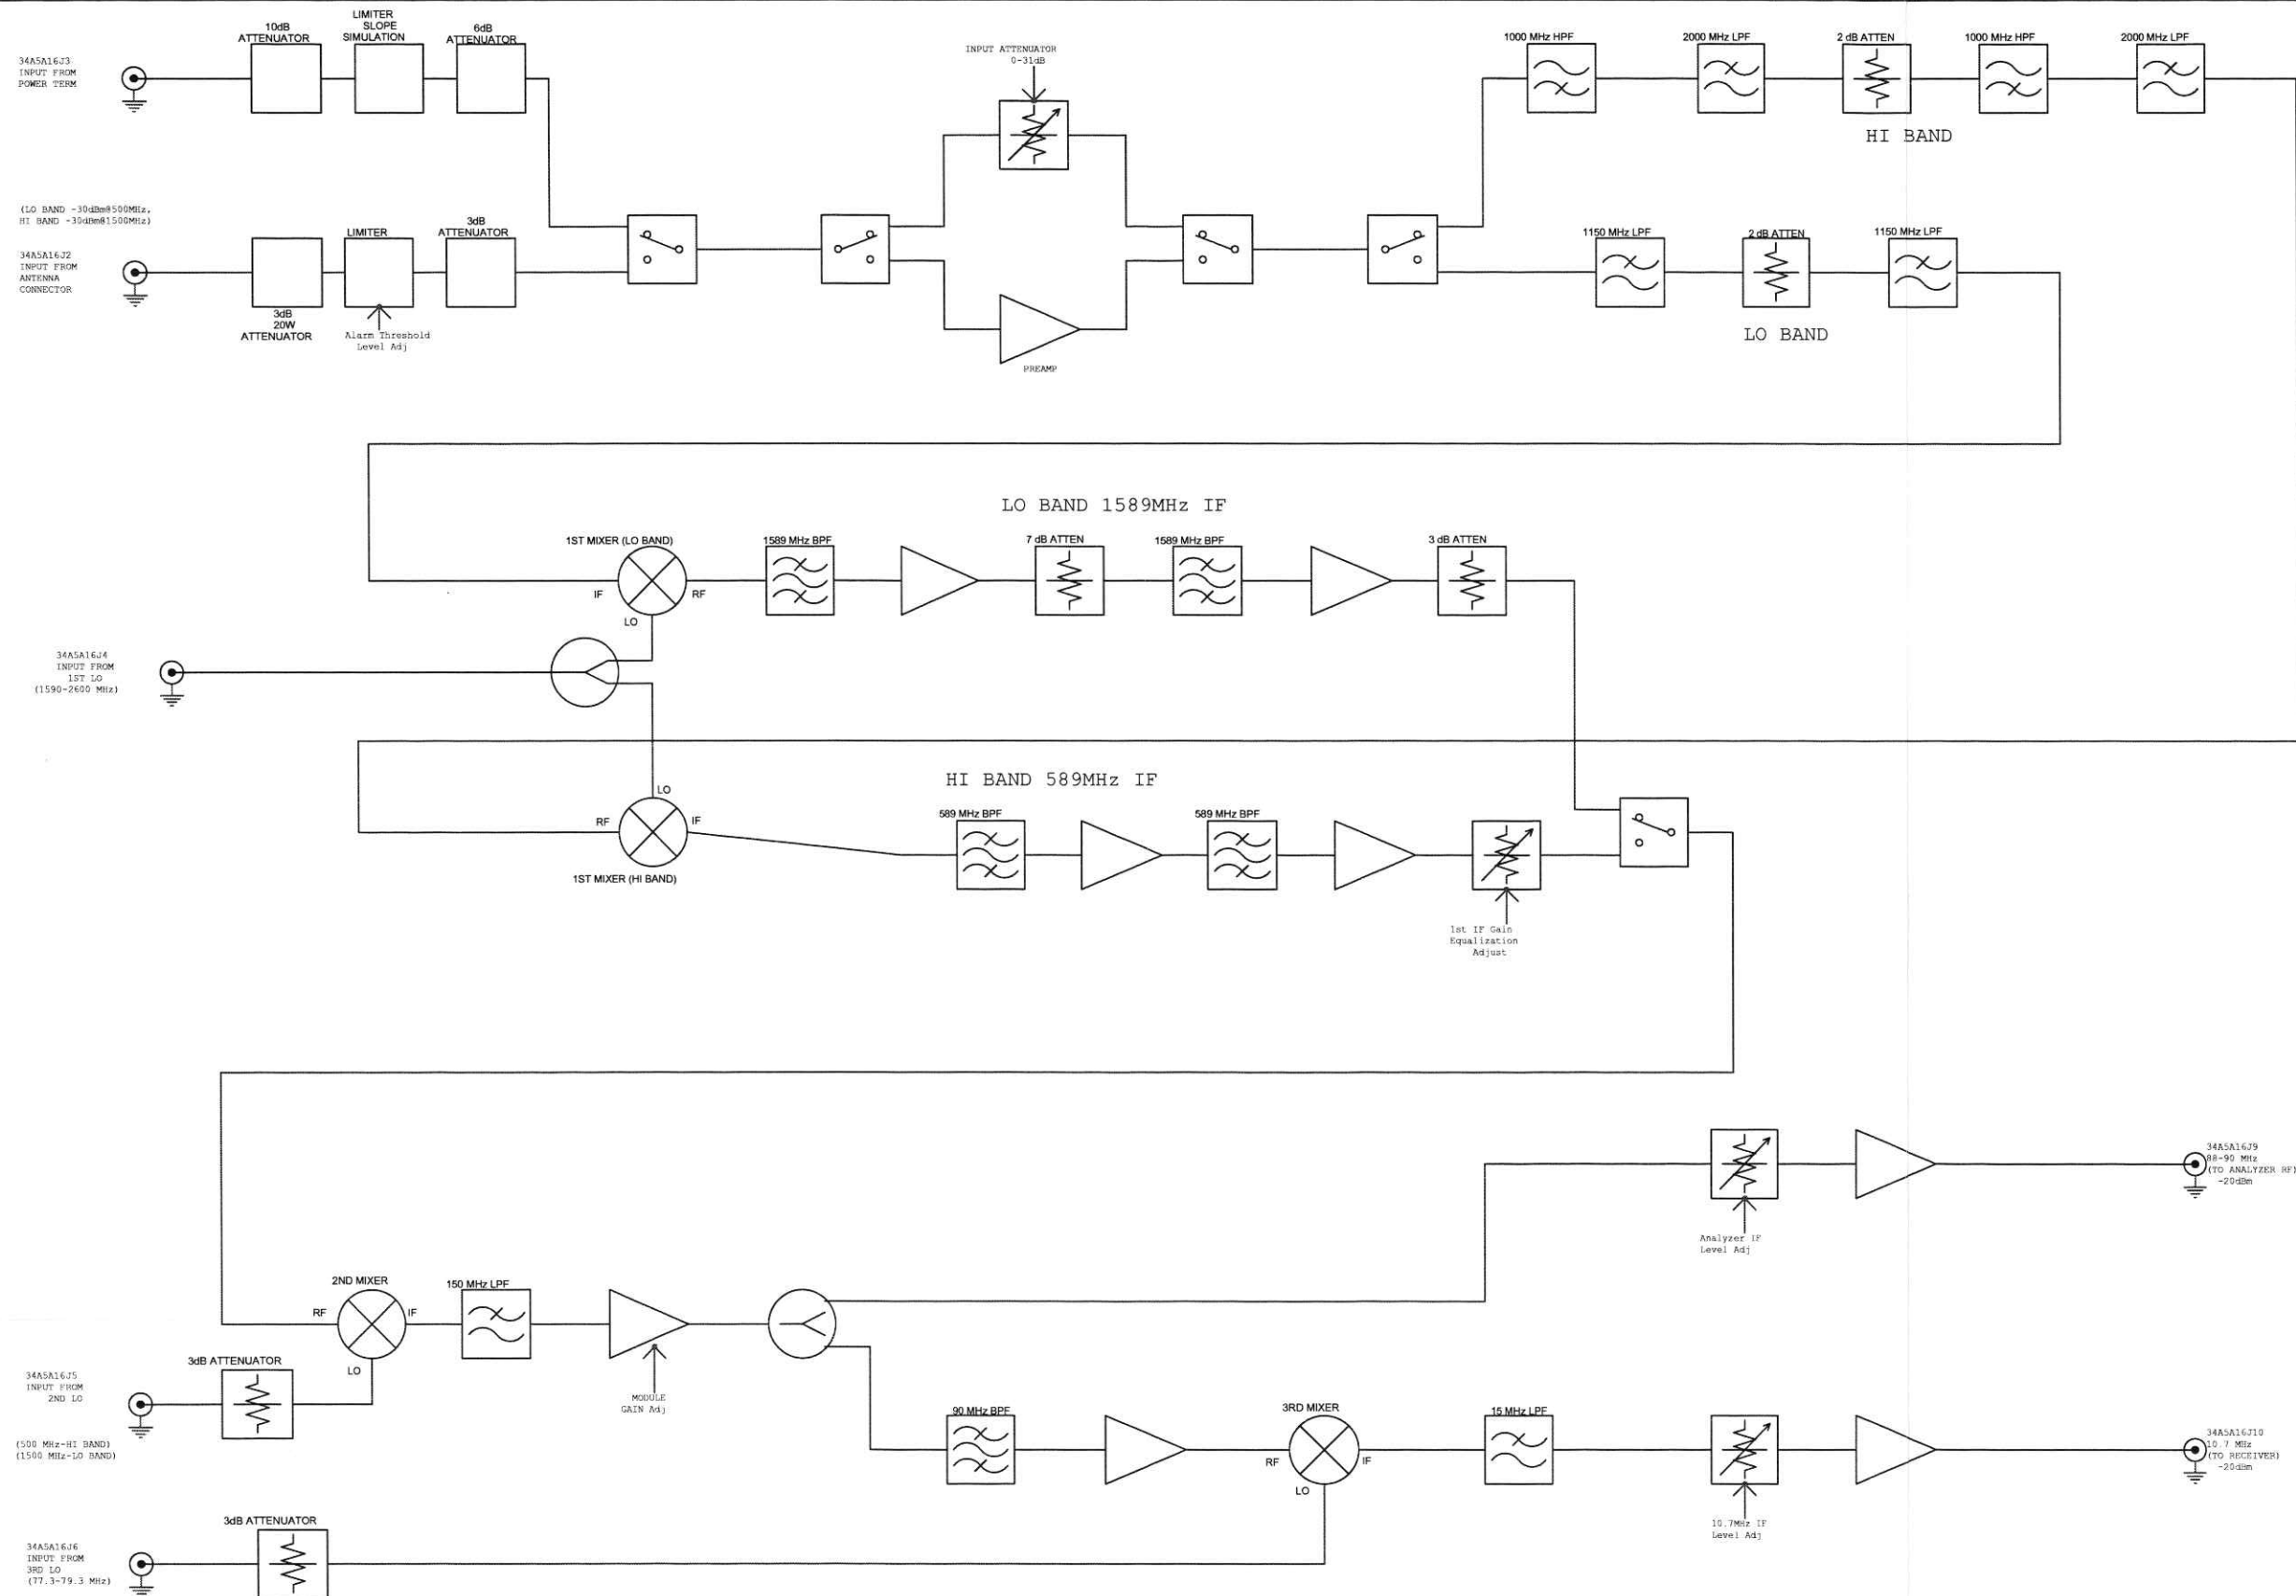 10dB
ATTENUATOR
LIMITER
SLOPE
SIMULATION
6dB
ATTENUATOR
34A5A16J3
INPUT FROM
POWER TERM
INPUT ATTENUATOR
0-31dB
1000 MHz HPF
2000 MHz LPF
2 dB ATTEN
1000 MHz HPF
2000 MHz LPF
HI BAND
(LO BAND -30dBm@500MHz,
HI BAND -30dBm@1500MHz)
34A5A16J2
INPUT FROM
ANTENNA
CONNECTOR
3dB
20W
ATTENUATOR
LIMITER
Alarm Threshold
Level Adj
3dB
ATTENUATOR
PREAMP
1150 MHz LPF
2 dB ATTEN
1150 MHz LPF
LO BAND
LO BAND 1589MHz IF
1ST MIXER (LO BAND)
IF
RF
LO
1589 MHz BPF
7 dB ATTEN
1589 MHz BPF
3 dB ATTEN
34A5A16J4
INPUT FROM
1ST LO
(1590-2600 MHz)
HI BAND 589MHz IF
LO
RF
IF
1ST MIXER (HI BAND)
589 MHz BPF
589 MHz BPF
1st IF Gain
Equalization
Adjust
34A5A16J9
88-90 MHz
(TO ANALYZER RF)
-20dBm
Analyzer IF
Level Adj
2ND MIXER
RF
IF
LO
150 MHz LPF
MODULE
GAIN Adj
3dB ATTENUATOR
34A5A16J5
INPUT FROM
2ND LO
(500 MHz-HI BAND)
(1500 MHz-LO BAND)
90 MHz BPF
3RD MIXER
RF
IF
LO
15 MHz LPF
10.7MHz IF
Level Adj
34A5A16J10
10.7 MHz
(TO RECEIVER)
-20dBm
3dB ATTENUATOR
34A5A16J6
INPUT FROM
3RD LO
(77.3-79.3 MHz)